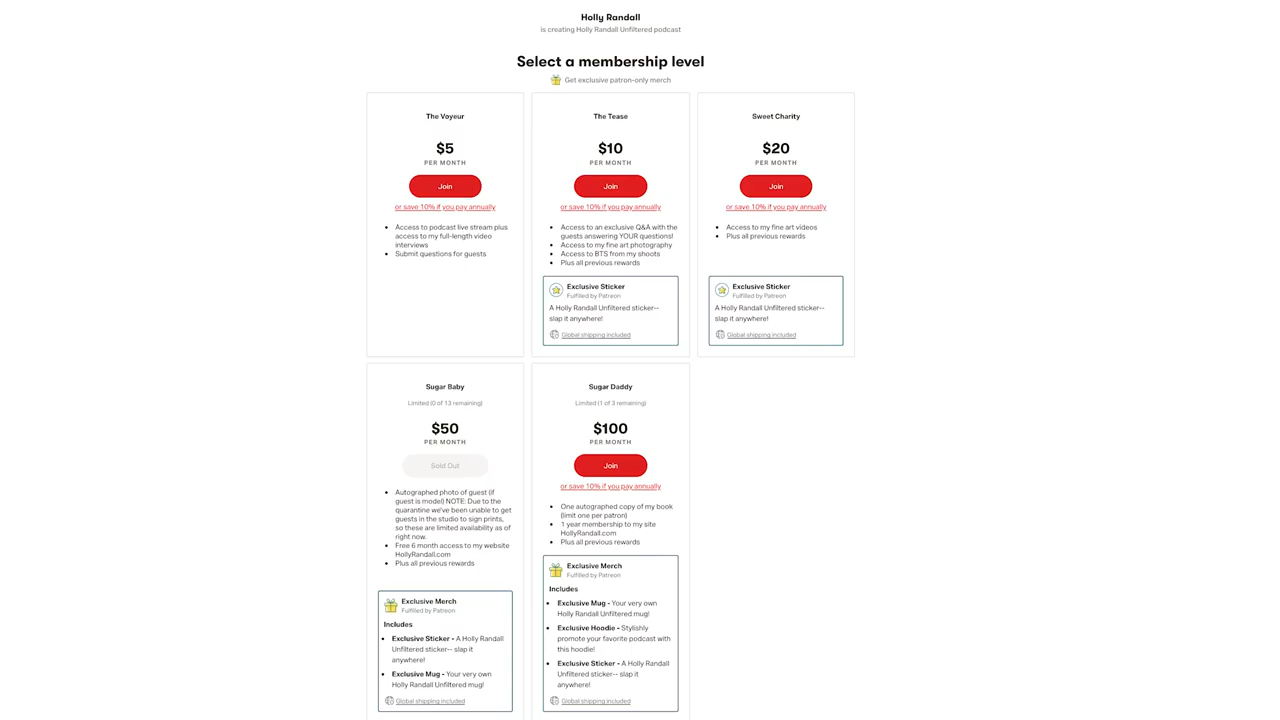 Holly Randall
is creating Holly Randall Unfiltered podcast
Select a membership level
Get exclusive patron-only merch
The Voyeur
$5
PER MONTH
Join
or save 10% if you pay annually
Access to podcast live stream plus
access to my full-length video
interviews
Submit questions for guests
The Tease
$10
PER MONTH
Join
or save 10% if you pay annually
Access to an exclusive Q&A with the
guests answering YOUR questions!
Access to my fine art photography
Access to BTS from my shoots
Plus all previous rewards
Exclusive Sticker
Fulfilled by Patreon
A Holly Randall Unfiltered sticker--
slap it anywhere!
Global shipping included
Sweet Charity
$20
PER MONTH
Join
or save 10% if you pay annually
Access to my fine art videos
Plus all previous rewards
Exclusive Sticker
Fulfilled by Patreon
A Holly Randall Unfiltered sticker--
slap it anywhere!
Global shipping included
Sugar Baby
Limited (0 of 13 remaining)
$50
PER MONTH
Sold Out
Autographed photo of guest (if
guest is model) NOTE: Due to the
quarantine we've been unable to get
guests in the studio to sign prints,
so these are limited availability as of
right now.
Free 6 month access to my website
HollyRandall.com
Plus all previous rewards
Exclusive Merch
Fulfilled by Patreon
Includes
Exclusive Sticker - A Holly Randall
Unfiltered sticker-- slap it
anywhere!
Exclusive Mug - Your very own
Holly Randall Unfiltered mug!
Global shipping included
Sugar Daddy
Limited (1 of 3 remaining)
$100
PER MONTH
Join
or save 10% if you pay annually
One autographed copy of my book
(limit one per patron)
1 year membership to my site
HollyRandall.com
Plus all previous rewards
Exclusive Merch
Fulfilled by Patreon
Includes
Exclusive Mug - Your very own
Holly Randall Unfiltered mug!
Exclusive Hoodie - Stylishly
promote your favorite podcast with
this hoodie!
Exclusive Sticker - A Holly Randall
Unfiltered sticker-- slap it
anywhere!
Global shipping included